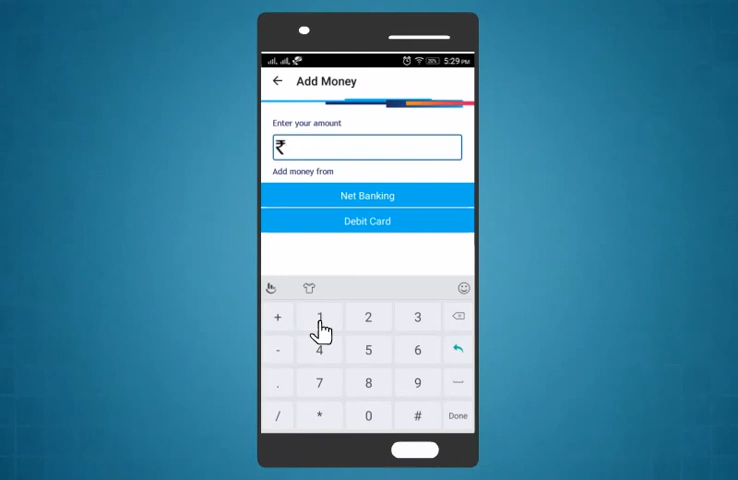 5:29 PM
Add Money
Enter your amount
₹
Add money from
Net Banking
Debit Card
+ 1 2 3
- 4 5 6
. 7 8 9
/ * 0 # Done